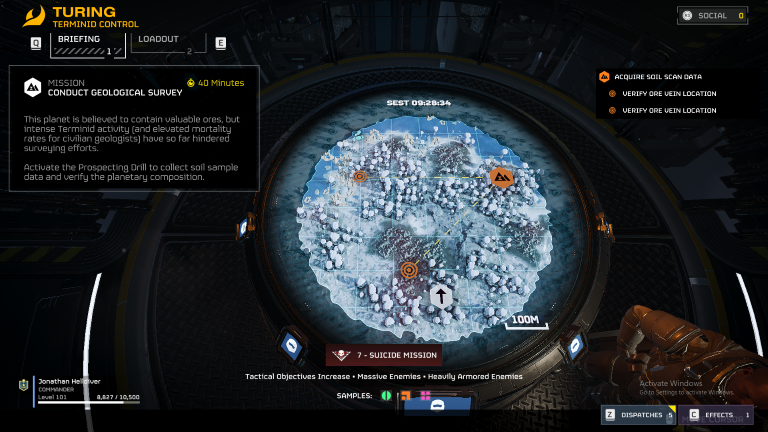 TURING
TERMINID CONTROL
Q
BRIEFING
1
LOADOUT
2
E
SOCIAL 0
MISSION
40 Minutes
CONDUCT GEOLOGICAL SURVEY
This planet is believed to contain valuable ores, but
intense Terminid activity (and elevated mortality
rates for civilian geologists) have so far hindered
surveying efforts.
Activate the Prospecting Drill to collect soil sample
data and verify the planetary composition.
ACQUIRE SOIL SCAN DATA
VERIFY ORE VEIN LOCATION
VERIFY ORE VEIN LOCATION
SEST 09:28:34
100M
7 - SUICIDE MISSION
Tactical Objectives Increase • Massive Enemies • Heavily Armored Enemies
SAMPLES:
Jonathan Helldiver
COMMANDER
Level 101
8,827 / 10,500
Activate Windows
Go to Settings to activate Windows.
Z DISPATCHES 5
C EFFECTS 1
CURSOR